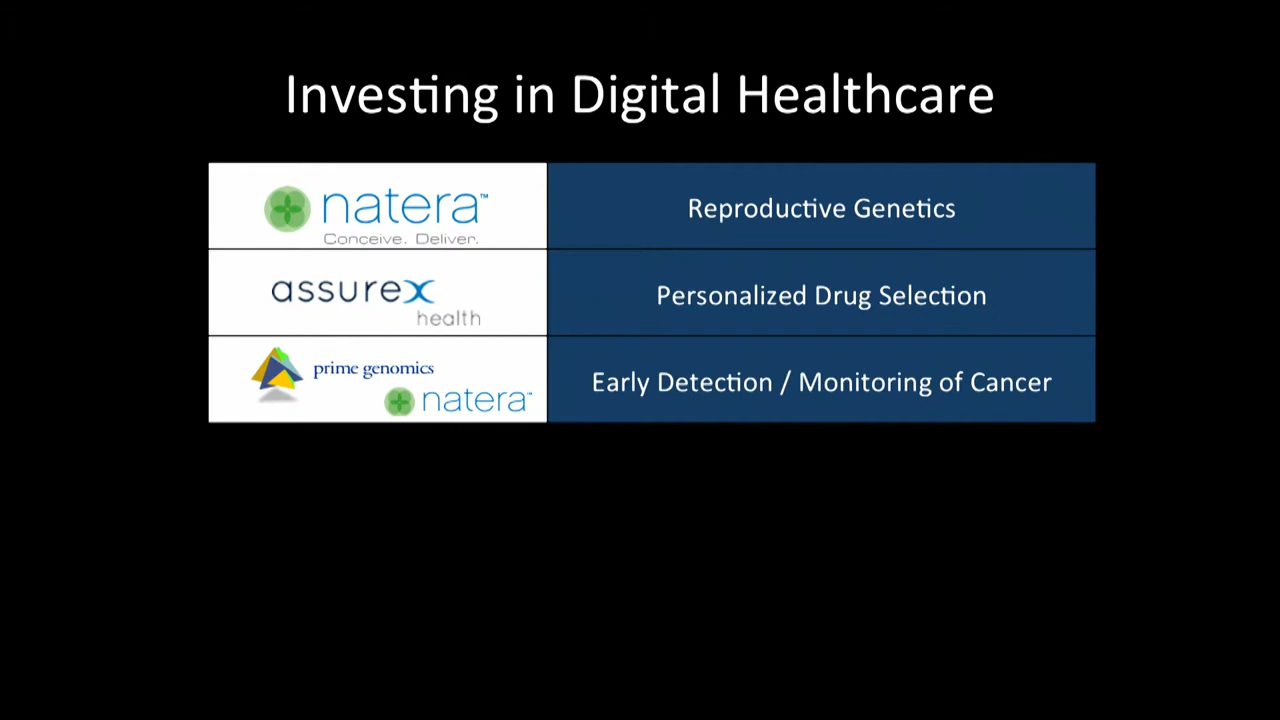 Investing in Digital Healthcare
natera™
Conceive. Deliver.
Reproductive Genetics
assurex
health
Personalized Drug Selection
prime genomics
natera™
Early Detection / Monitoring of Cancer